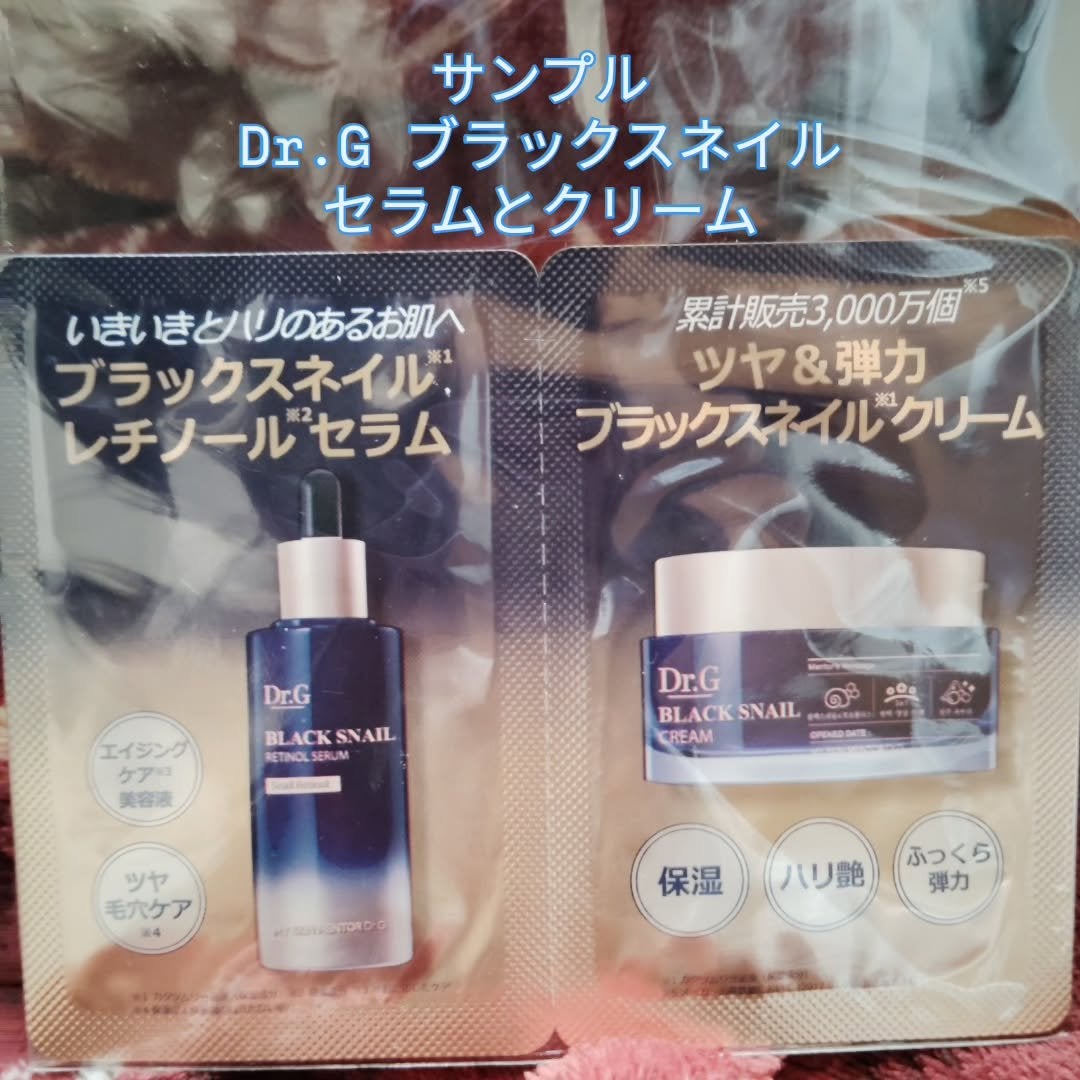 サンプル
Dr.G ブラックスネイル
セラムとクリーム
いきいきとハリのあるお肌へ
ブラックスネイル※1
レチノール※2セラム
Dr.G
BLACK SNAIL
RETINOL SERUM
エイジング
ケア※3
美容液
ツヤ
毛穴ケア
※4
累計販売3,000万個※5
ツヤ&弾力
ブラックスネイル※1クリーム
Dr.G
BLACK SNAIL
CREAM
OPENED DATE :
保湿
ハリ艶
ふっくら
弾力